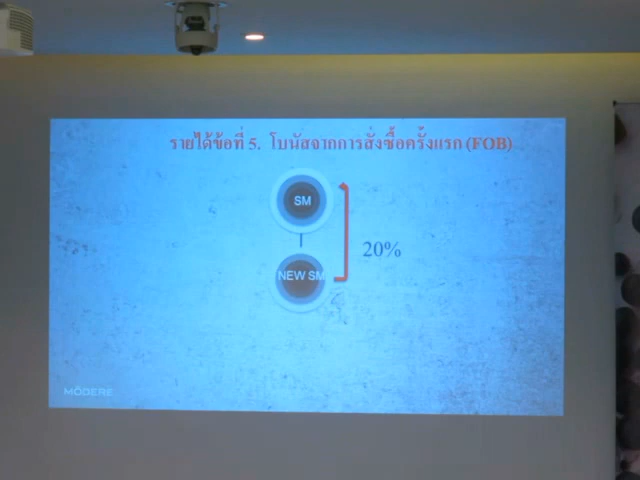 รายได้ข้อที่ 5. โบนัสจากการสั่งซื้อครั้งแรก (FOB)
SM
20%
NEW SM
MŌDERE